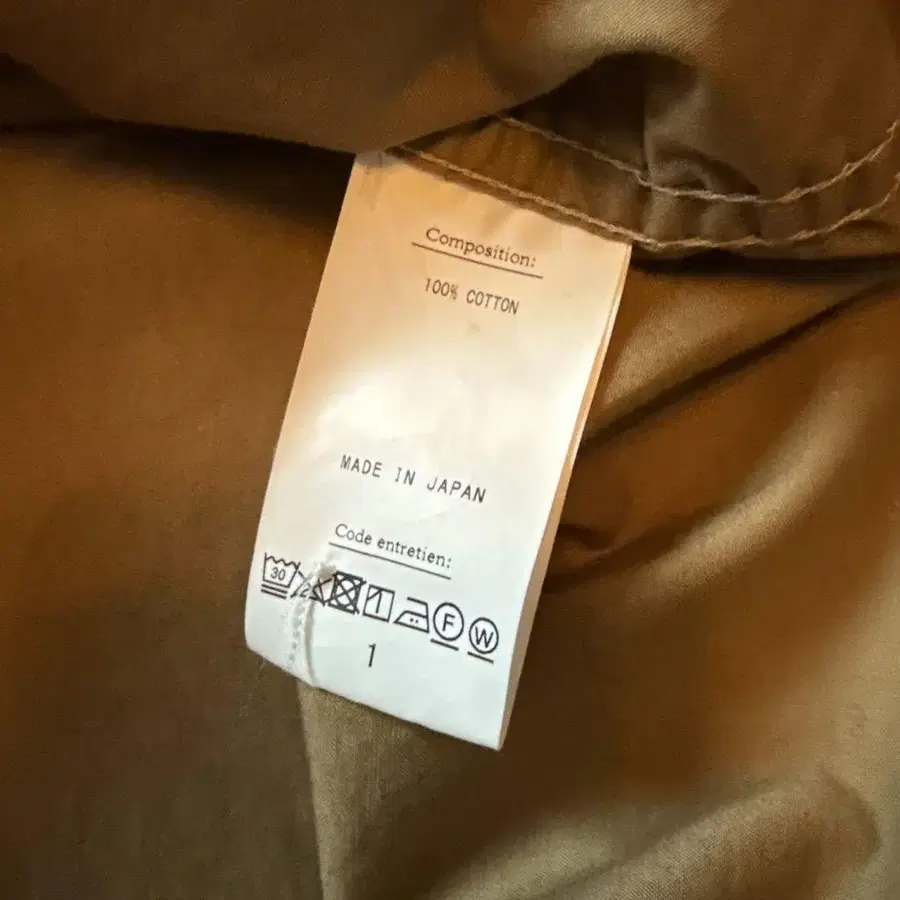 Composition:
100% COTTON
MADE IN JAPAN
Code entretien:
30 F W
1